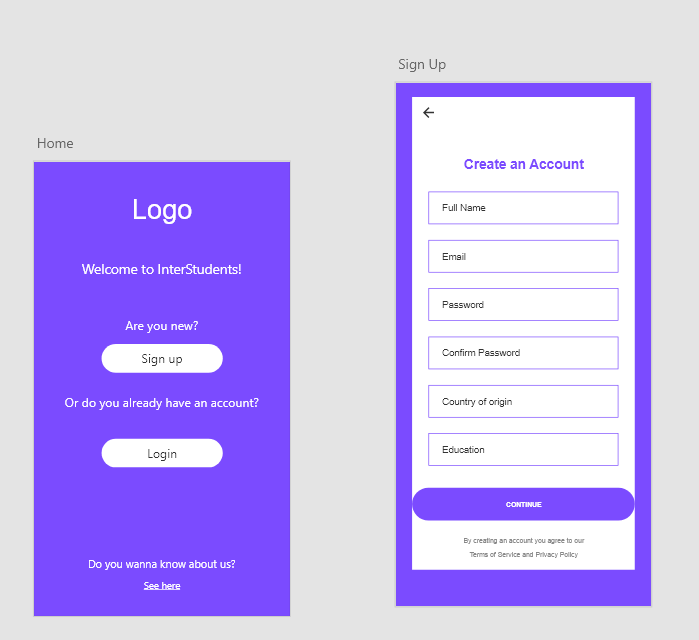 Home
Logo
Welcome to InterStudents!
Are you new?
Sign up
Or do you already have an account?
Login
Do you wanna know about us?
See here
Sign Up
Create an Account
Full Name
Email
Password
Confirm Password
Country of origin
Education
CONTINUE
By creating an account you agree to our
Terms of Service and Privacy Policy